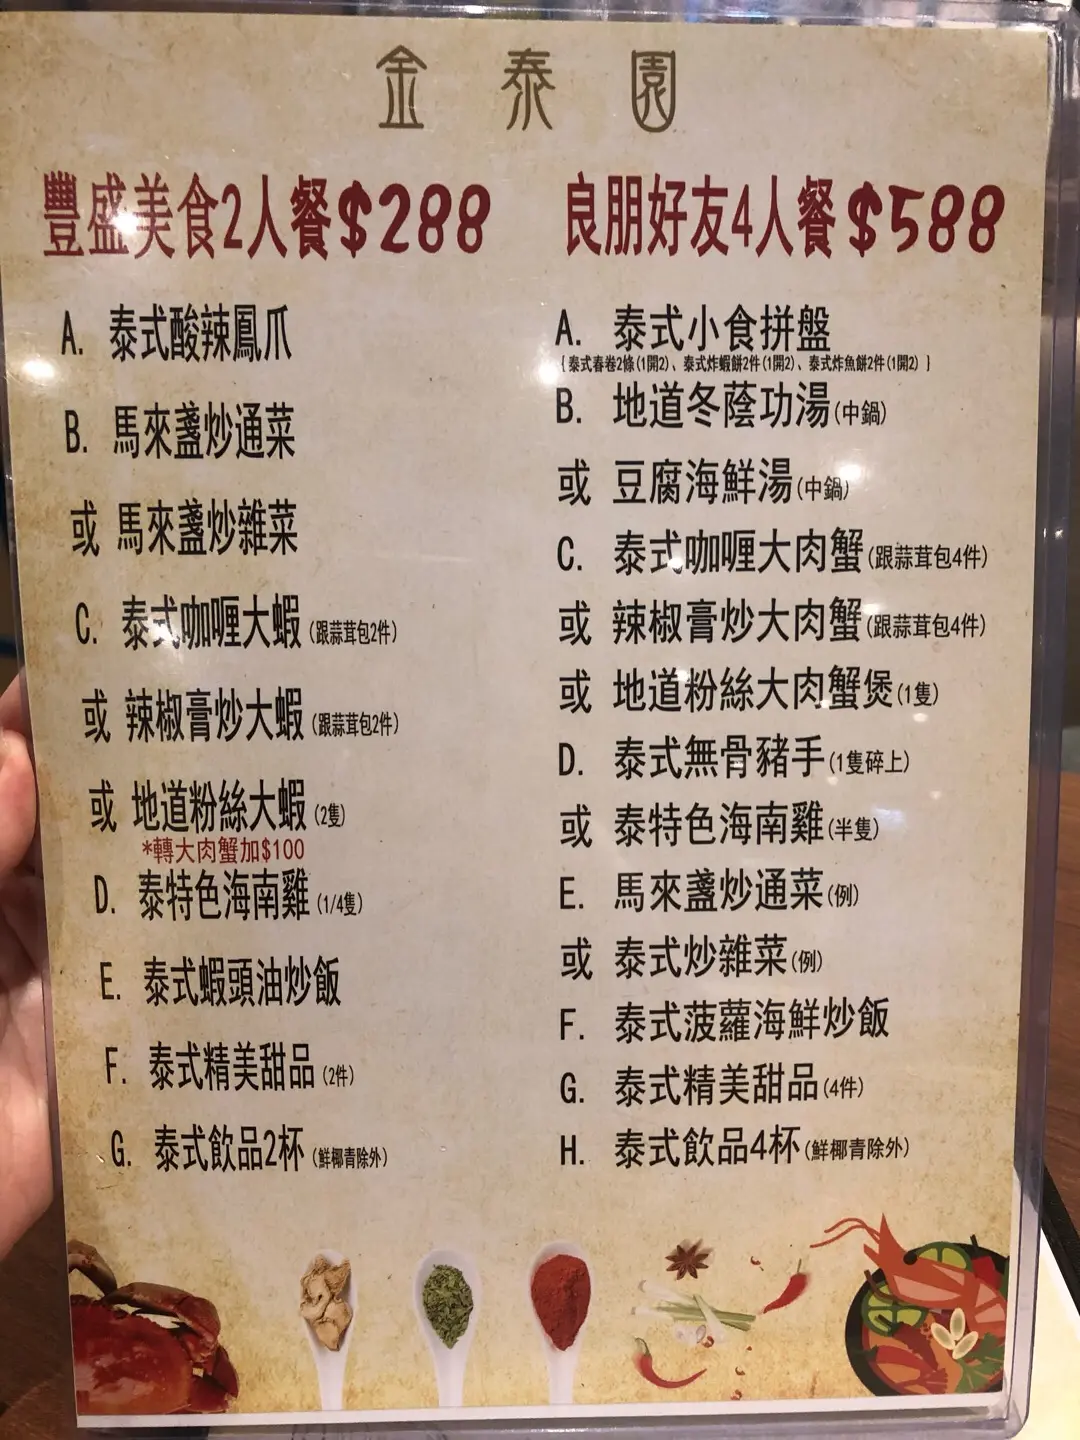 金泰園
豐盛美食2人餐$288
A. 泰式酸辣鳳爪
B. 馬來盞炒通菜
或 馬來盞炒雜菜
C. 泰式咖喱大蝦(跟蒜茸包2件)
或 辣椒膏炒大蝦(跟蒜茸包2件)
或 地道粉絲大蝦(2隻)
*轉大肉蟹加$100
D. 泰特色海南雞(1/4隻)
E. 泰式蝦頭油炒飯
F. 泰式精美甜品(2件)
G. 泰式飲品2杯(鮮椰青除外)
良朋好友4人餐$588
A. 泰式小食拼盤
{泰式春卷2條(1開2)、泰式炸蝦餅2件(1開2)、泰式炸魚餅2件(1開2)}
B. 地道冬蔭功湯(中鍋)
或 豆腐海鮮湯(中鍋)
C. 泰式咖喱大肉蟹(跟蒜茸包4件)
或 辣椒膏炒大肉蟹(跟蒜茸包4件)
或 地道粉絲大肉蟹煲(1隻)
D. 泰式無骨豬手(1隻碎上)
或 泰特色海南雞(半隻)
E. 馬來盞炒通菜(例)
或 泰式炒雜菜(例)
F. 泰式菠蘿海鮮炒飯
G. 泰式精美甜品(4件)
H. 泰式飲品4杯(鮮椰青除外)